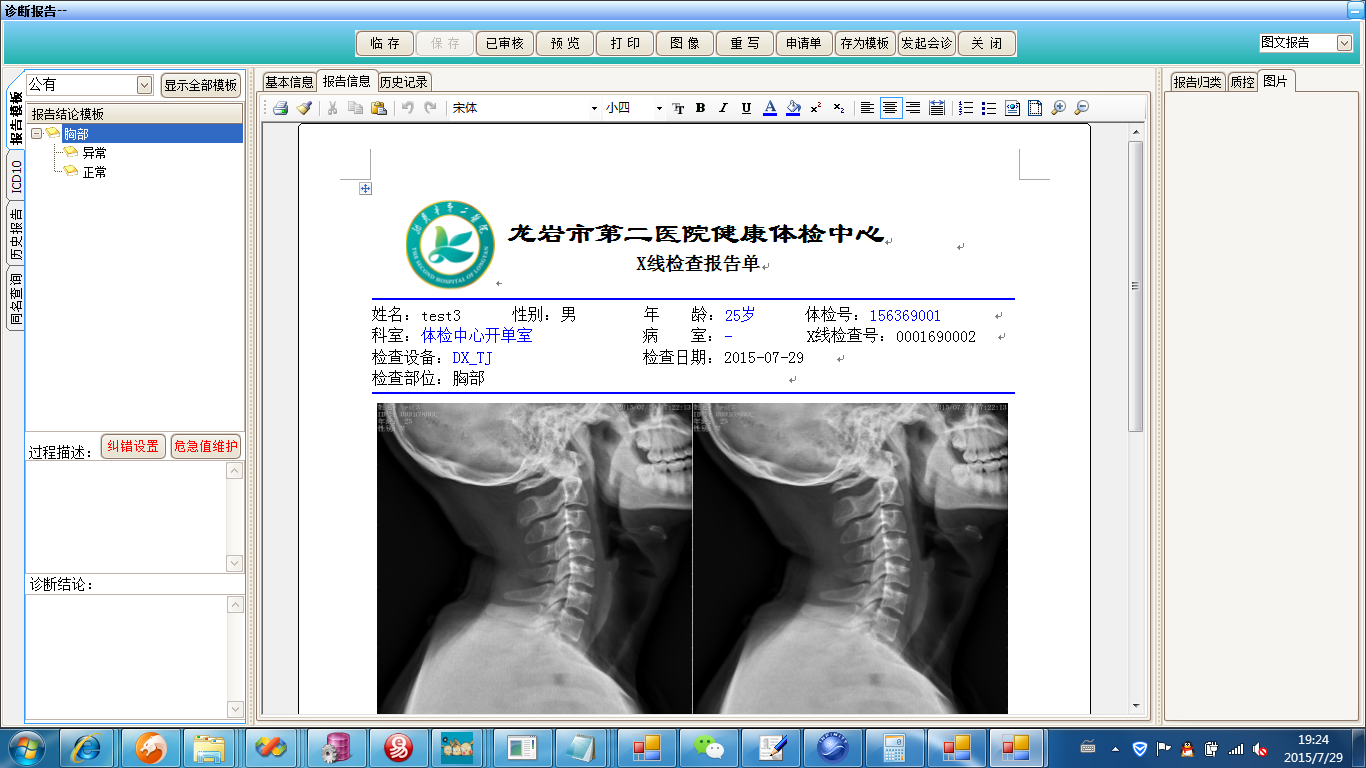 诊断报告--
临 存
保 存
已审核
预 览
打 印
图 像
重 写
申请单
存为模板
发起会诊
关 闭
图文报告
报告模板
ICD10
历史报告
同名查询
公有
显示全部模板
报告结论模板
胸部
异常
正常
过程描述：
纠错设置
危急值维护
诊断结论：
基本信息
报告信息
历史记录
宋体
小四
龙岩市第二医院健康体检中心
THE SECOND HOSPITAL OF LONGYAN
X线检查报告单
姓名：test3 性别：男 年 龄：25岁 体检号：156369001
科室：体检中心开单室 病 室：- X线检查号：0001690002
检查设备：DX_TJ 检查日期：2015-07-29
检查部位：胸部
报告归类
质控
图片
19:24
2015/7/29